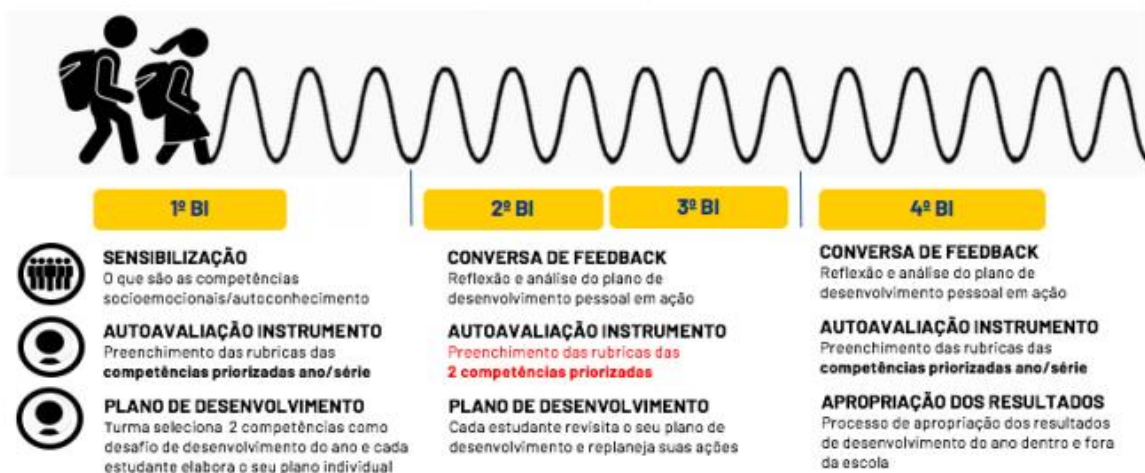 1º BI
2º BI
3º BI
4º BI
SENSIBILIZAÇÃO
O que são as competências
socioemocionais/autoconhecimento
AUTOAVALIAÇÃO INSTRUMENTO
Preenchimento das rubricas das
competências priorizadas ano/série
PLANO DE DESENVOLVIMENTO
Turma seleciona 2 competências como
desafio de desenvolvimento do ano e cada
estudante elabora o seu plano individual
CONVERSA DE FEEDBACK
Reflexão e análise do plano de
desenvolvimento pessoal em ação
AUTOAVALIAÇÃO INSTRUMENTO
Preenchimento das rubricas das
2 competências priorizadas
PLANO DE DESENVOLVIMENTO
Cada estudante revisita o seu plano de
desenvolvimento e replaneja suas ações
CONVERSA DE FEEDBACK
Reflexão e análise do plano de
desenvolvimento pessoal em ação
AUTOAVALIAÇÃO INSTRUMENTO
Preenchimento das rubricas das
competências priorizadas ano/série
APROPRIAÇÃO DOS RESULTADOS
Processo de apropriação dos resultados
de desenvolvimento do ano dentro e fora
da escola